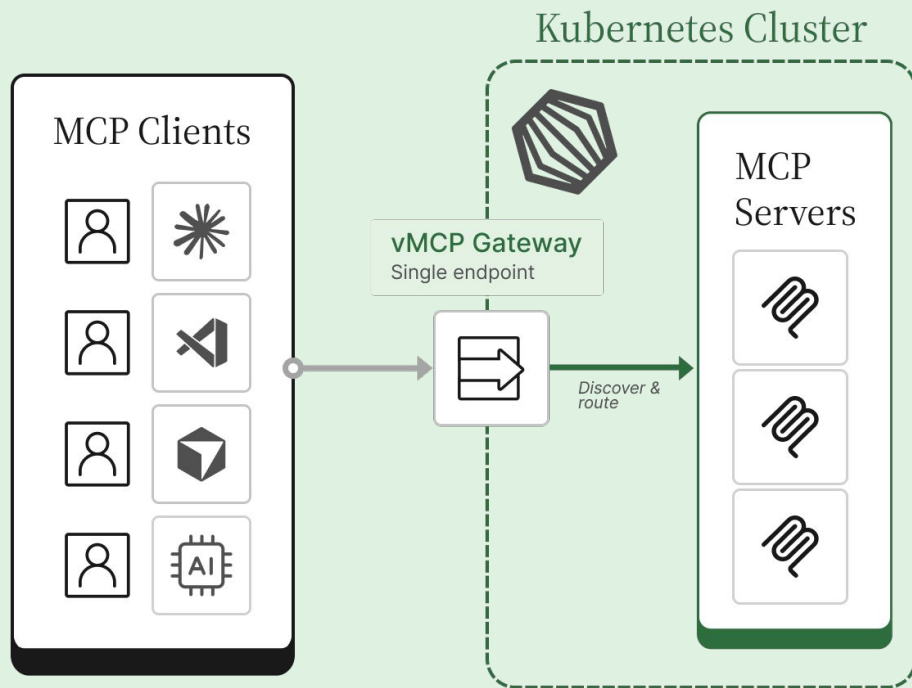 Kubernetes Cluster
MCP Clients
MCP
Servers
vMCP Gateway
Single endpoint
Discover &
route
AI